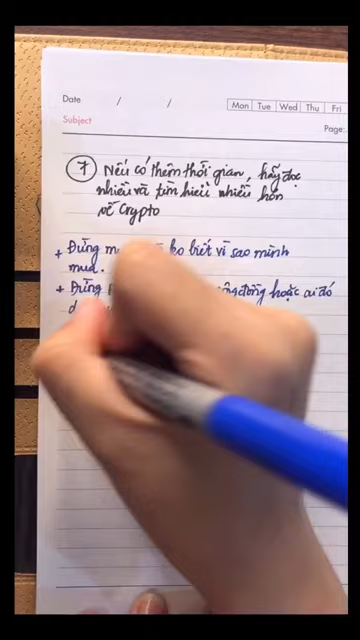 Date / /
Mon Tue Wed Thu Fri
Subject
Page:
7 Nếu có thêm thời gian, hãy đọc
nhiều và tìm hiểu nhiều hơn
về Crypto
+ Đừng ko biết vì sao mình
mua.
+ Đừng đồng hoặc ai đó